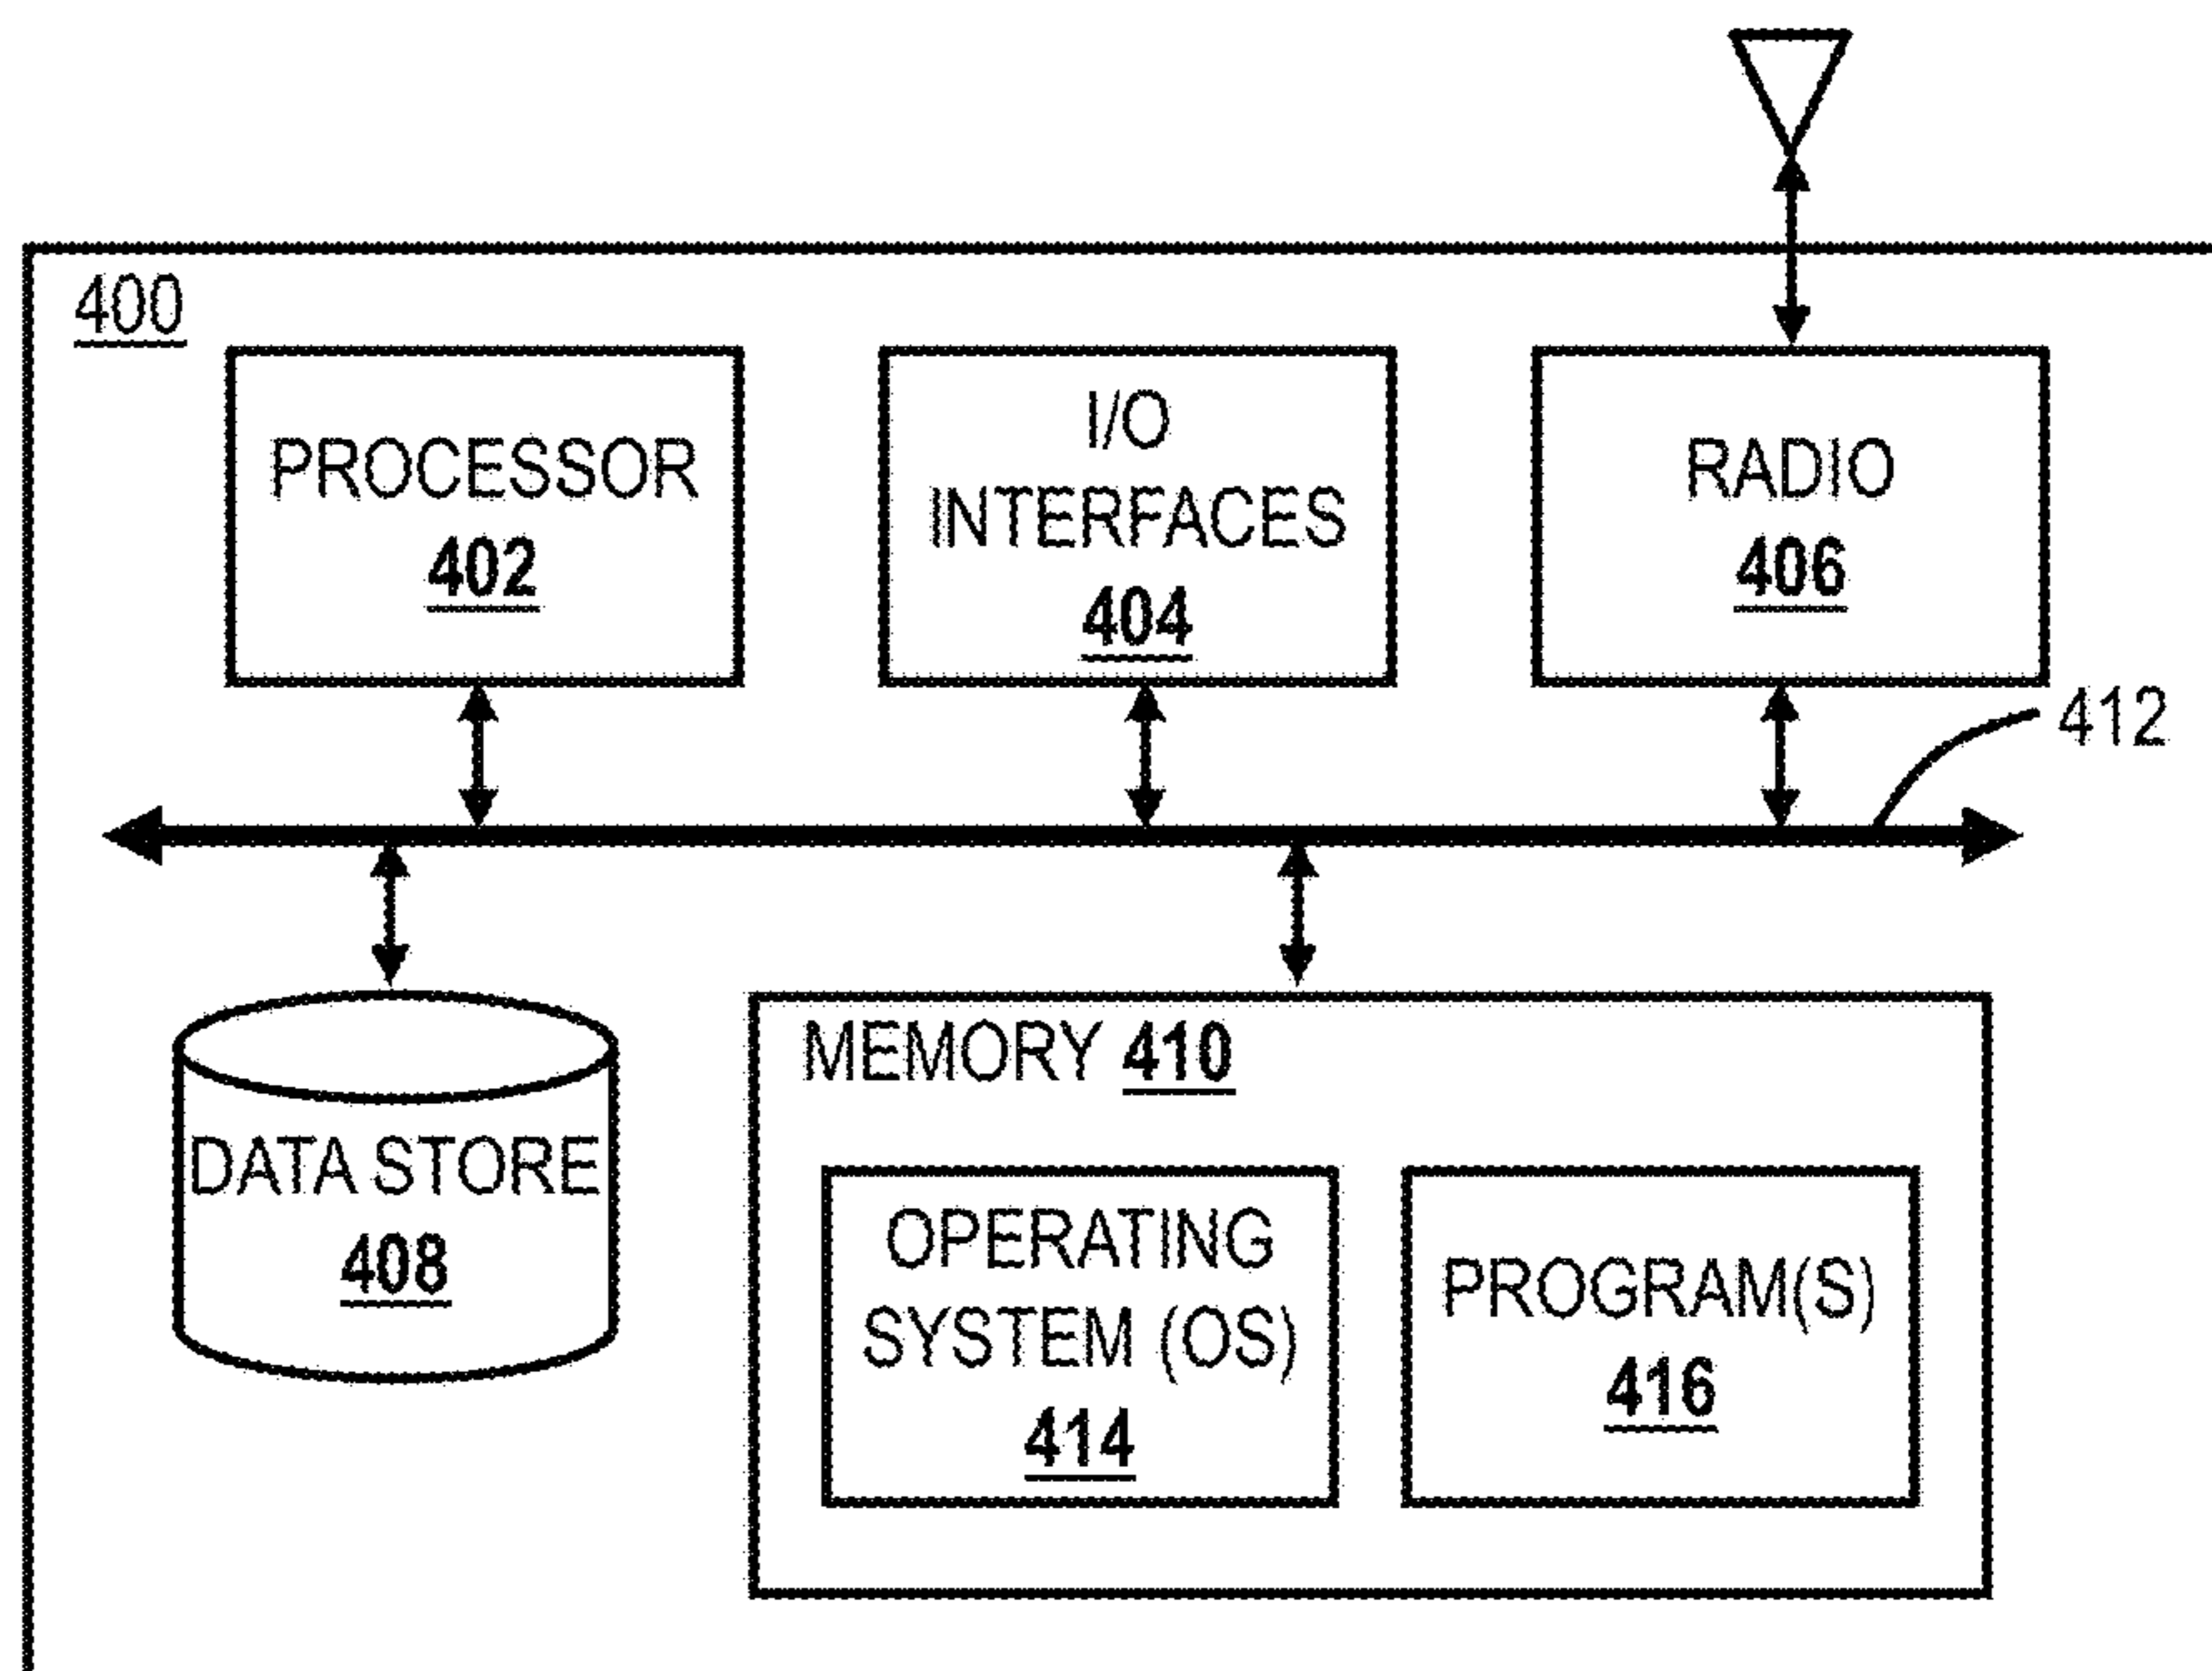 400
PROCESSOR
402
I/O
INTERFACES
404
RADIO
406
412
DATA STORE
408
MEMORY 410
OPERATING
SYSTEM (OS)
414
PROGRAM(S)
416